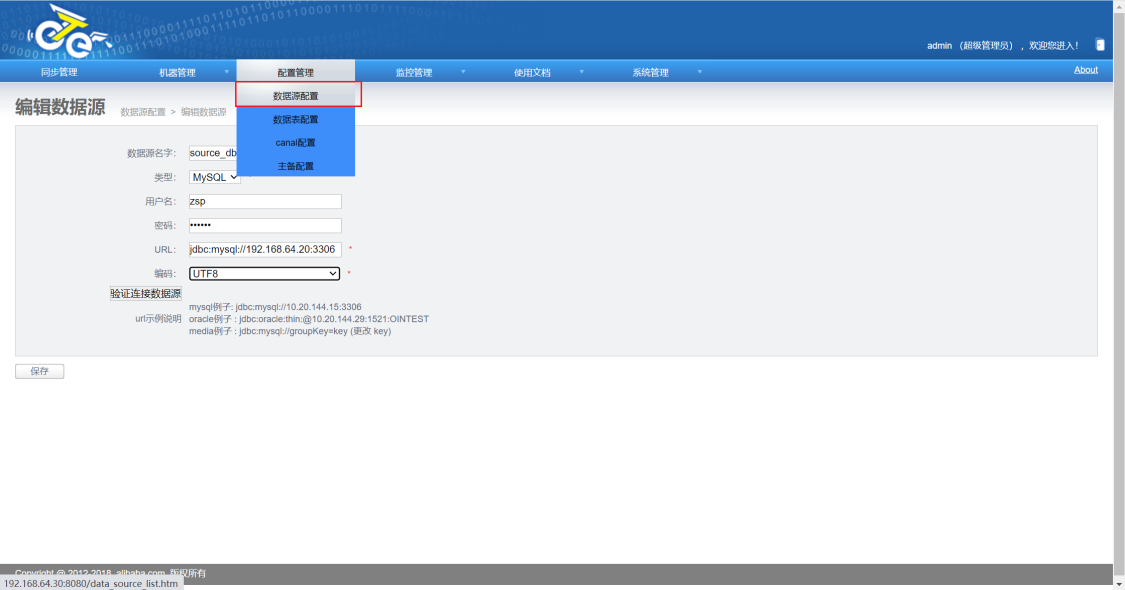 admin （超级管理员），欢迎您进入！
同步管理 机器管理 配置管理 监控管理 使用文档 系统管理 About
数据源配置
数据表配置
canal配置
主备配置
编辑数据源 数据源配置 > 编辑数据源
数据源名字： source_db
类型： MySQL
用户名： zsp
密码： ••••••
URL： jdbc:mysql://192.168.64.20:3306 *
编码： UTF8 *
验证连接数据源
url示例说明
mysql例子: jdbc:mysql://10.20.144.15:3306
oracle例子 : jdbc:oracle:thin:@10.20.144.29:1521:OINTEST
media例子 : jdbc:mysql://groupKey=key (更改 key)
保存
Copyright @ 2012-2018, alibaba.com. 版权所有
192.168.64.30:8080/data_source_list.htm